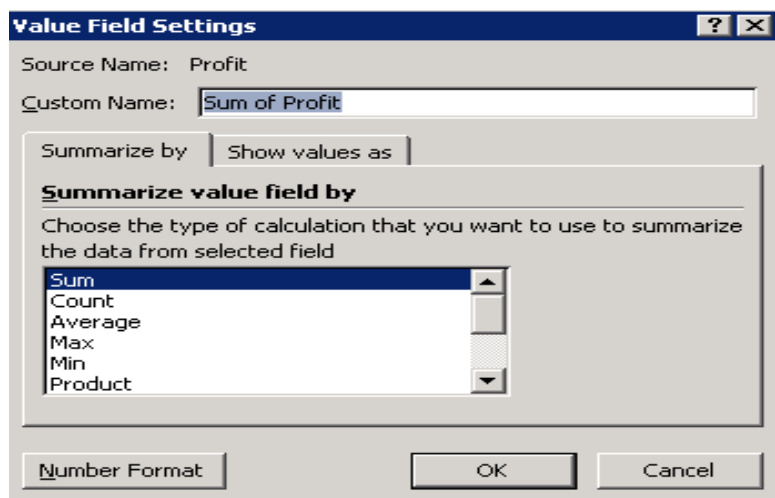 Value Field Settings
Source Name: Profit
Custom Name: Sum of Profit
Summarize by Show values as
Summarize value field by
Choose the type of calculation that you want to use to summarize
the data from selected field
Sum
Count
Average
Max
Min
Product
Number Format OK Cancel